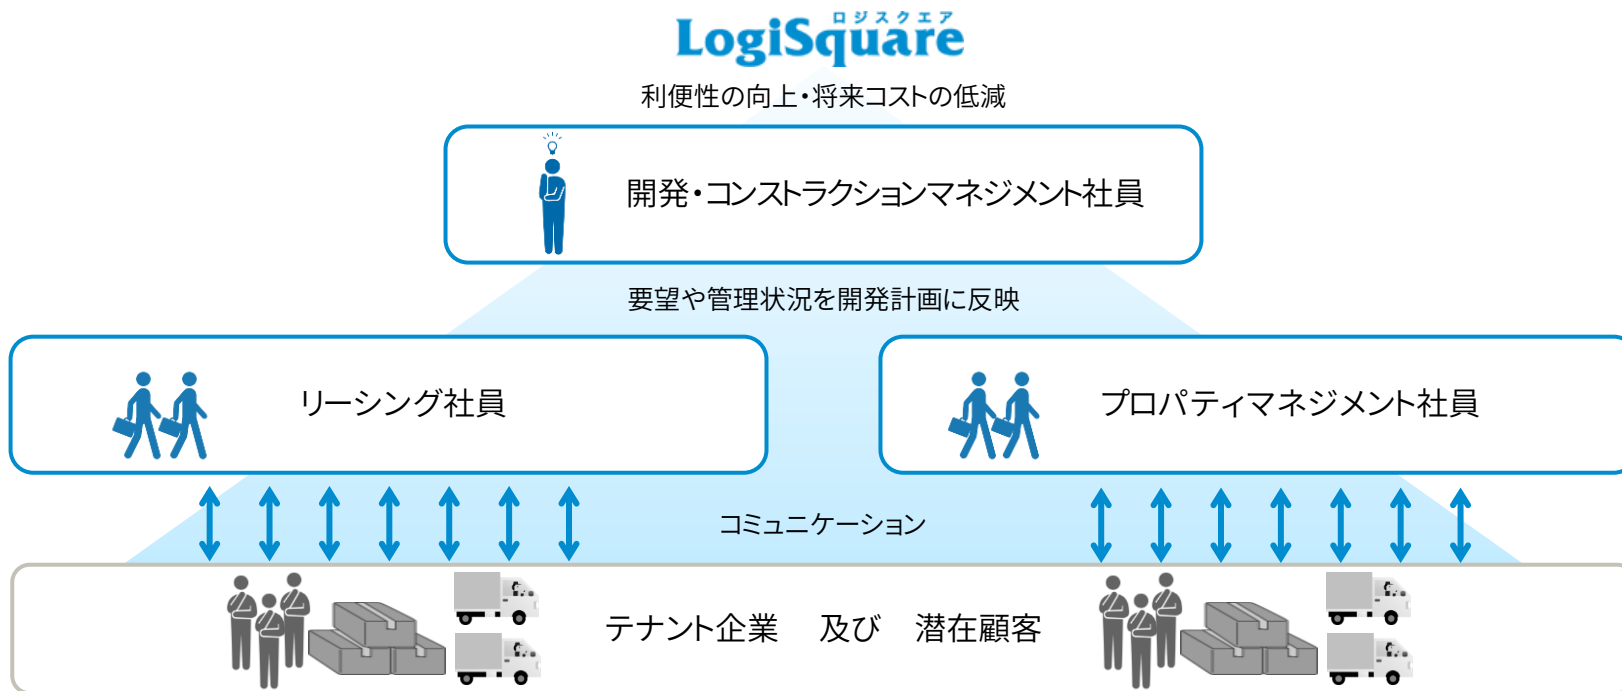 ロジスクエア
LogiSquare
利便性の向上・将来コストの低減
開発・コンストラクションマネジメント社員
要望や管理状況を開発計画に反映
リーシング社員
プロパティマネジメント社員
コミュニケーション
テナント企業 及び 潜在顧客